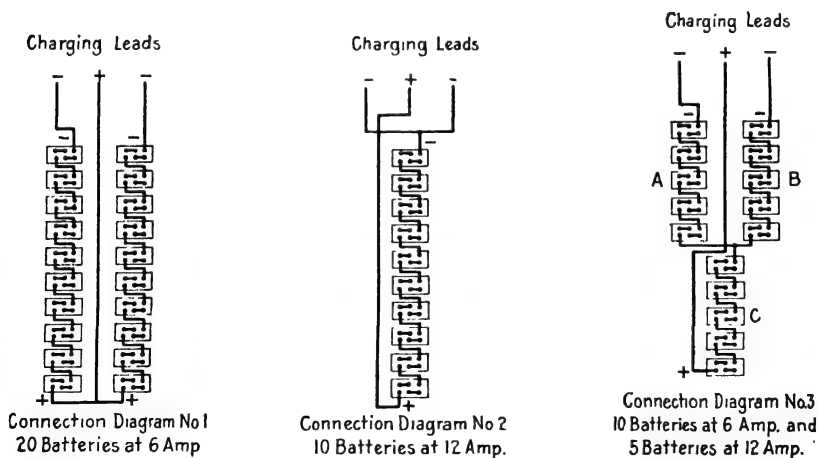 Charging Leads
- + -
- -
+ +
Connection Diagram No 1
20 Batteries at 6 Amp
Charging Leads
- + -
-
+
Connection Diagram No 2
10 Batteries at 12 Amp.
Charging Leads
- + -
- -
A B
C
+
Connection Diagram No.3
10 Batteries at 6 Amp. and
5 Batteries at 12 Amp.